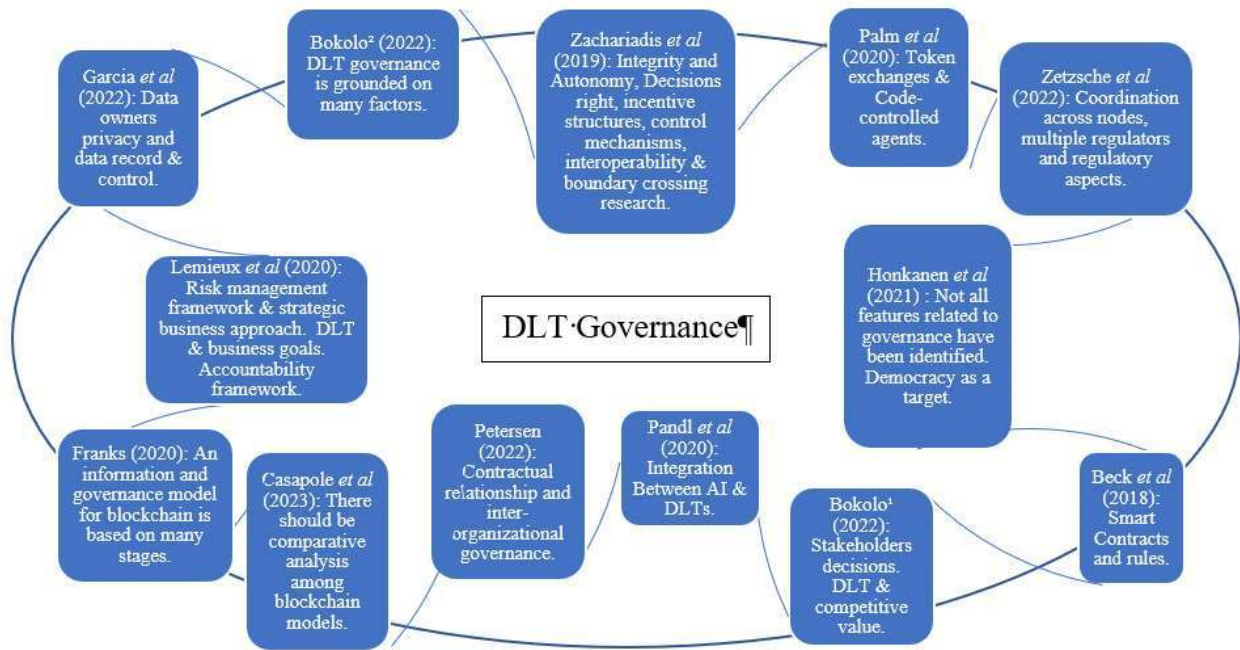 Bokolo² (2022):
DLT governance
is grounded on
many factors.
Zachariadis et al
(2019): Integrity and
Autonomy, Decisions
right, incentive
structures, control
mechanisms,
interoperability &
boundary crossing
research.
Palm et al
(2020): Token
exchanges &
Code-
controlled
agents.
Zetzsche et al
(2022): Coordination
across nodes,
multiple regulators
and regulatory
aspects.
Honkanen et al
(2021) : Not all
features related to
governance have
been identified.
Democracy as a
target.
Beck et al
(2018):
Smart
Contracts
and rules.
Bokolo¹
(2022):
Stakeholders
decisions.
DLT &
competitive
value.
Pandl et al
(2020):
Integration
Between AI &
DLTs.
Petersen
(2022):
Contractual
relationship and
inter-
organizational
governance.
Casapole et al
(2023): There
should be
comparative
analysis
among
blockchain
models.
Franks (2020): An
information and
governance model
for blockchain is
based on many
stages.
Lemieux et al (2020):
Risk management
framework & strategic
business approach. DLT
& business goals.
Accountability
framework.
Garcia et al
(2022): Data
owners
privacy and
data record &
control.
DLT·Governance¶